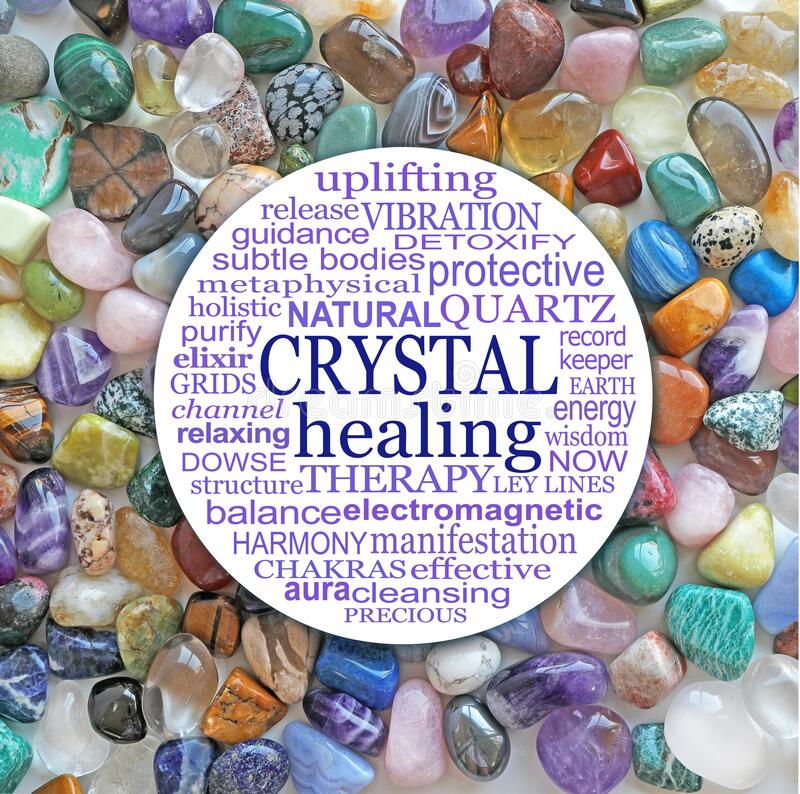 uplifting
release VIBRATION
guidance DETOXIFY
subtle bodies protective
metaphysical
holistic NATURAL QUARTZ
purify CRYSTAL record keeper
elixir
GRIDS EARTH
channel healing energy
relaxing wisdom
DOWSE THERAPY NOW
structure LEY LINES
balance electromagnetic
HARMONY manifestation
CHAKRAS effective
aura cleansing
PRECIOUS
dreamstime